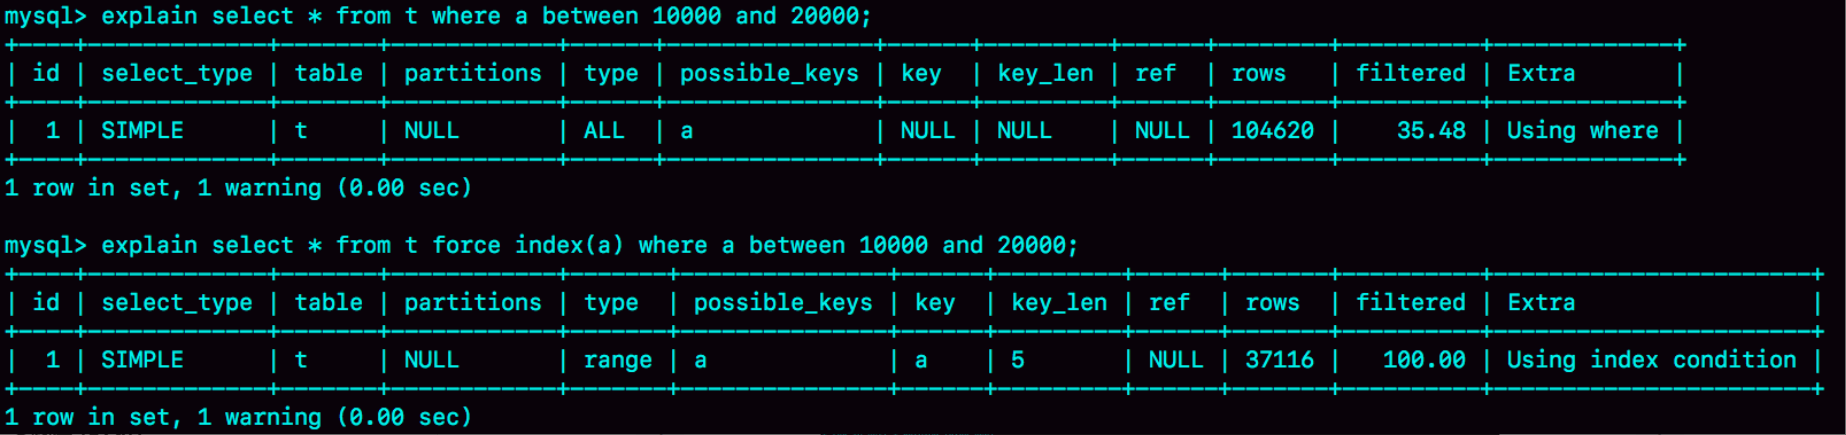 mysql> explain select * from t where a between 10000 and 20000;
+----+-------------+-------+------------+------+---------------+------+---------+------+--------+----------+-------------+
| id | select_type | table | partitions | type | possible_keys | key  | key_len | ref  | rows   | filtered | Extra       |
+----+-------------+-------+------------+------+---------------+------+---------+------+--------+----------+-------------+
|  1 | SIMPLE      | t     | NULL       | ALL  | a             | NULL | NULL    | NULL | 104620 |    35.48 | Using where |
+----+-------------+-------+------------+------+---------------+------+---------+------+--------+----------+-------------+
1 row in set, 1 warning (0.00 sec)
mysql> explain select * from t force index(a) where a between 10000 and 20000;
+----+-------------+-------+------------+-------+---------------+------+---------+------+-------+----------+-----------------------+
| id | select_type | table | partitions | type  | possible_keys | key  | key_len | ref  | rows  | filtered | Extra                 |
+----+-------------+-------+------------+-------+---------------+------+---------+------+-------+----------+-----------------------+
|  1 | SIMPLE      | t     | NULL       | range | a             | a    | 5       | NULL | 37116 |   100.00 | Using index condition |
+----+-------------+-------+------------+-------+---------------+------+---------+------+-------+----------+-----------------------+
1 row in set, 1 warning (0.00 sec)